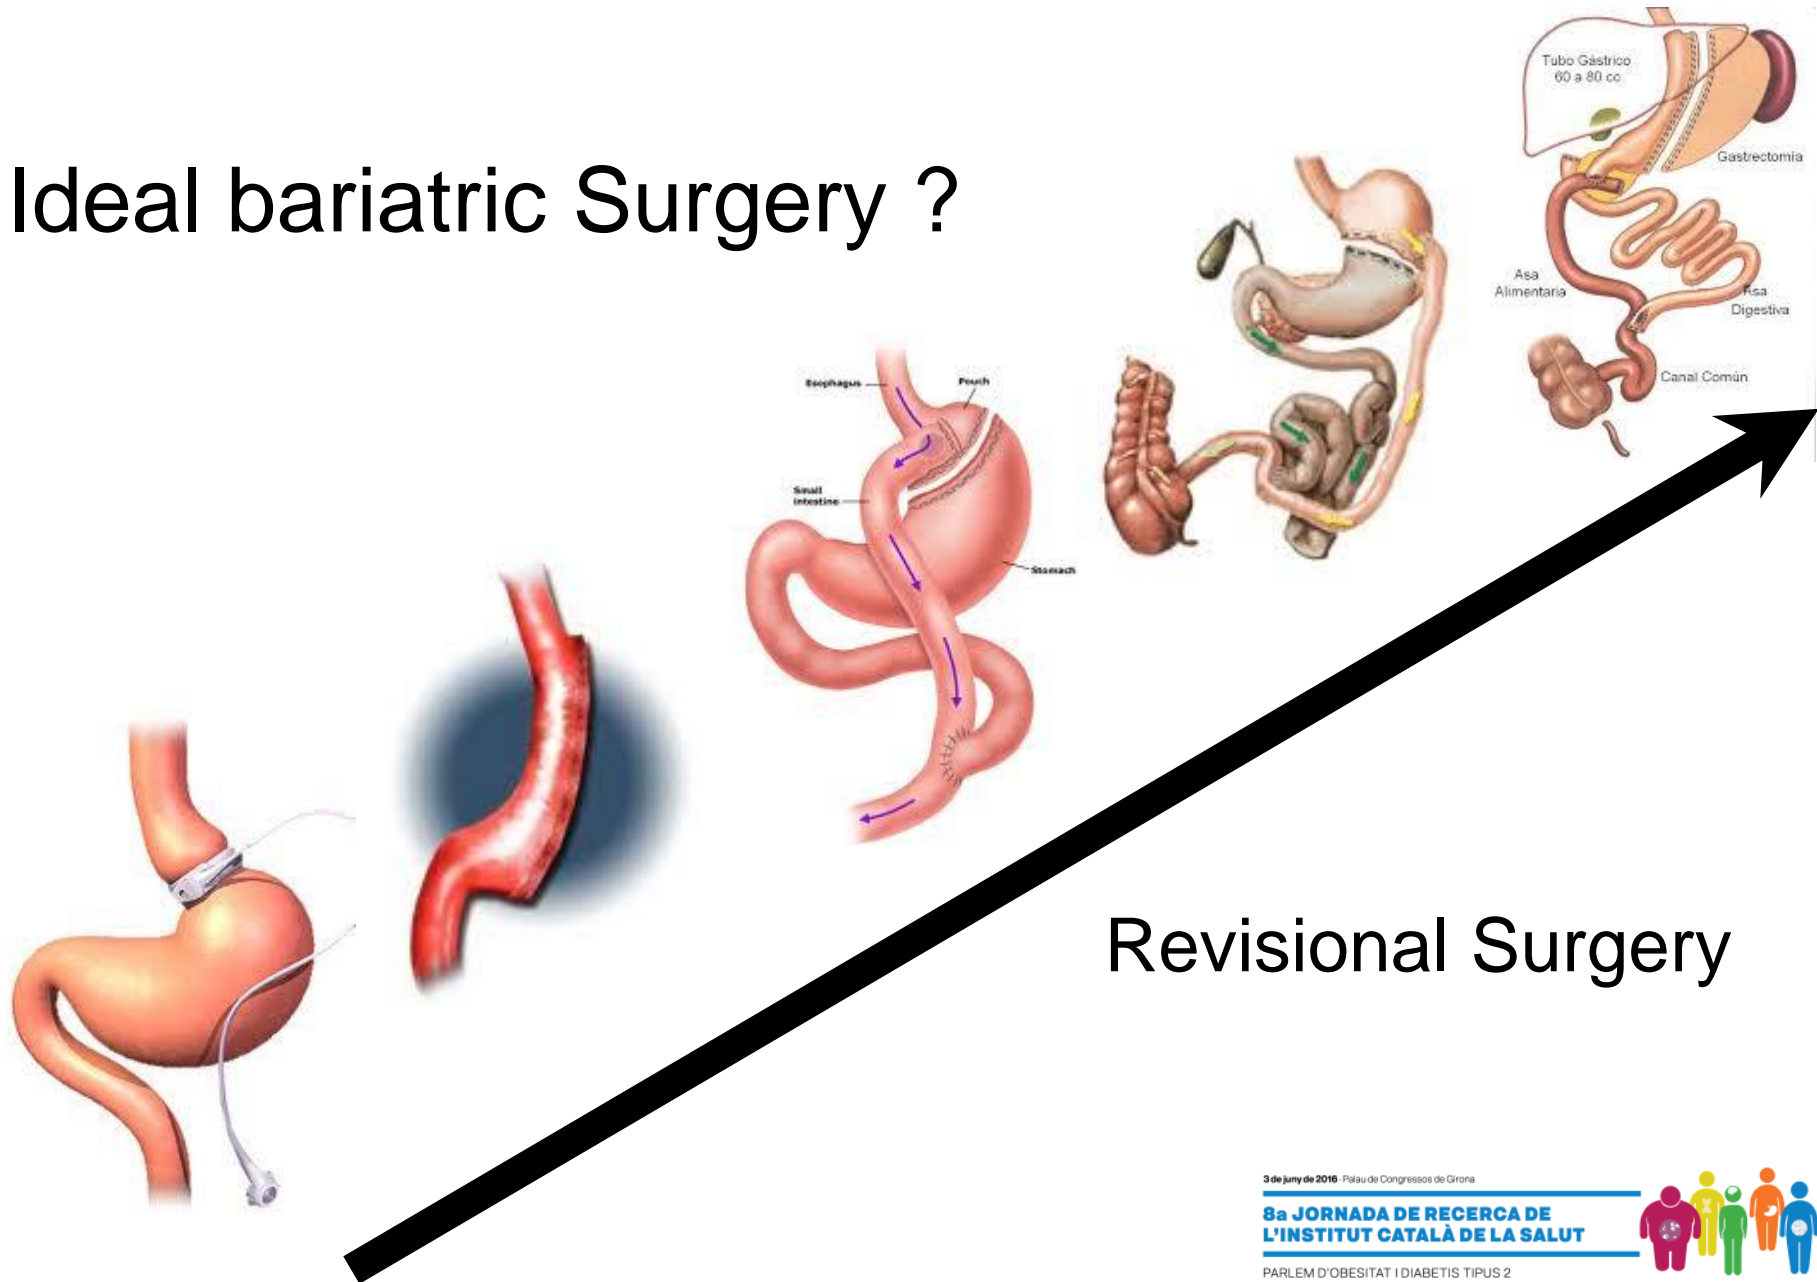 Ideal bariatric Surgery ?
Tubo Gástrico
60 a 80 cc
Gastrectomia
Asa
Alimentaria
Asa
Digestiva
Canal Común
Esophagus
Pouch
Small
intestine
Stomach
Revisional Surgery
3 de juny de 2016 · Palau de Congressos de Girona
8a JORNADA DE RECERCA DE
L'INSTITUT CATALÀ DE LA SALUT
PARLEM D'OBESITAT I DIABETIS TIPUS 2